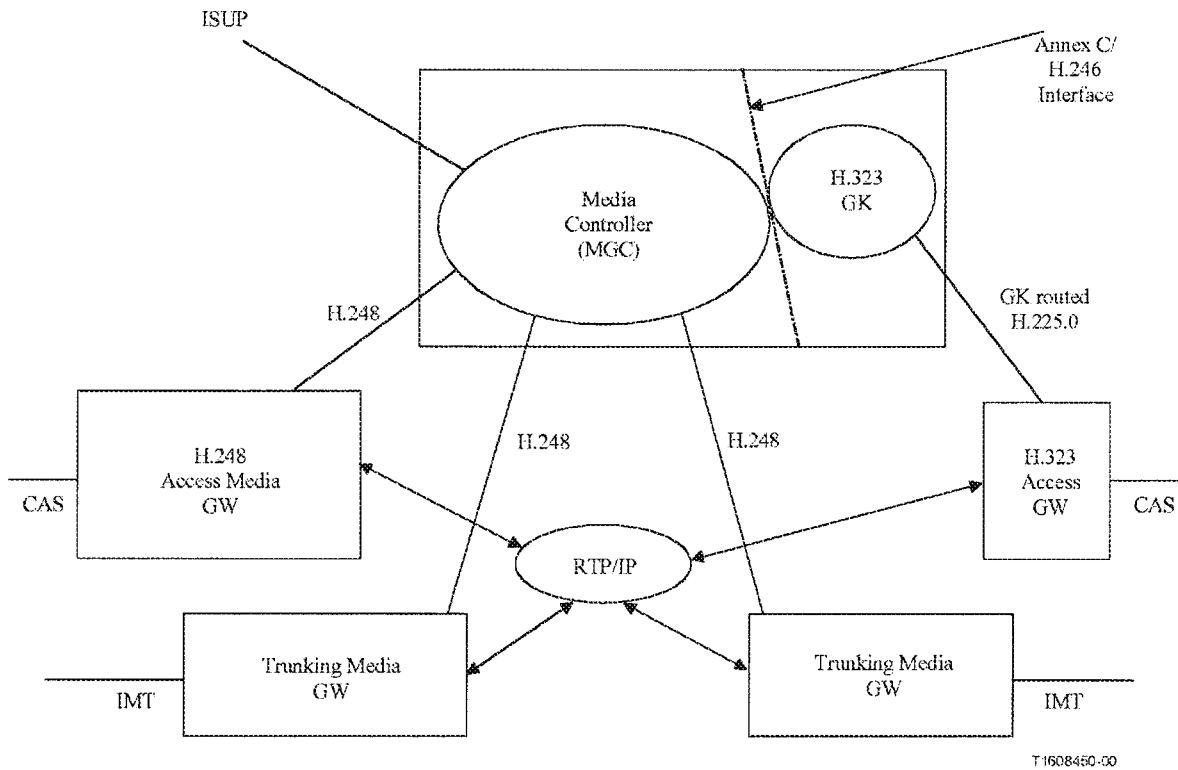 ISUP
Annex C/
H.246
Interface
Media
Controller
(MGC)
H.323
GK
H.248
GK routed
H.225.0
H.248
H.248
H.248
Access Media
GW
CAS
H.323
Access
GW
CAS
RTP/IP
Trunking Media
GW
IMT
Trunking Media
GW
IMT
T1608450-00